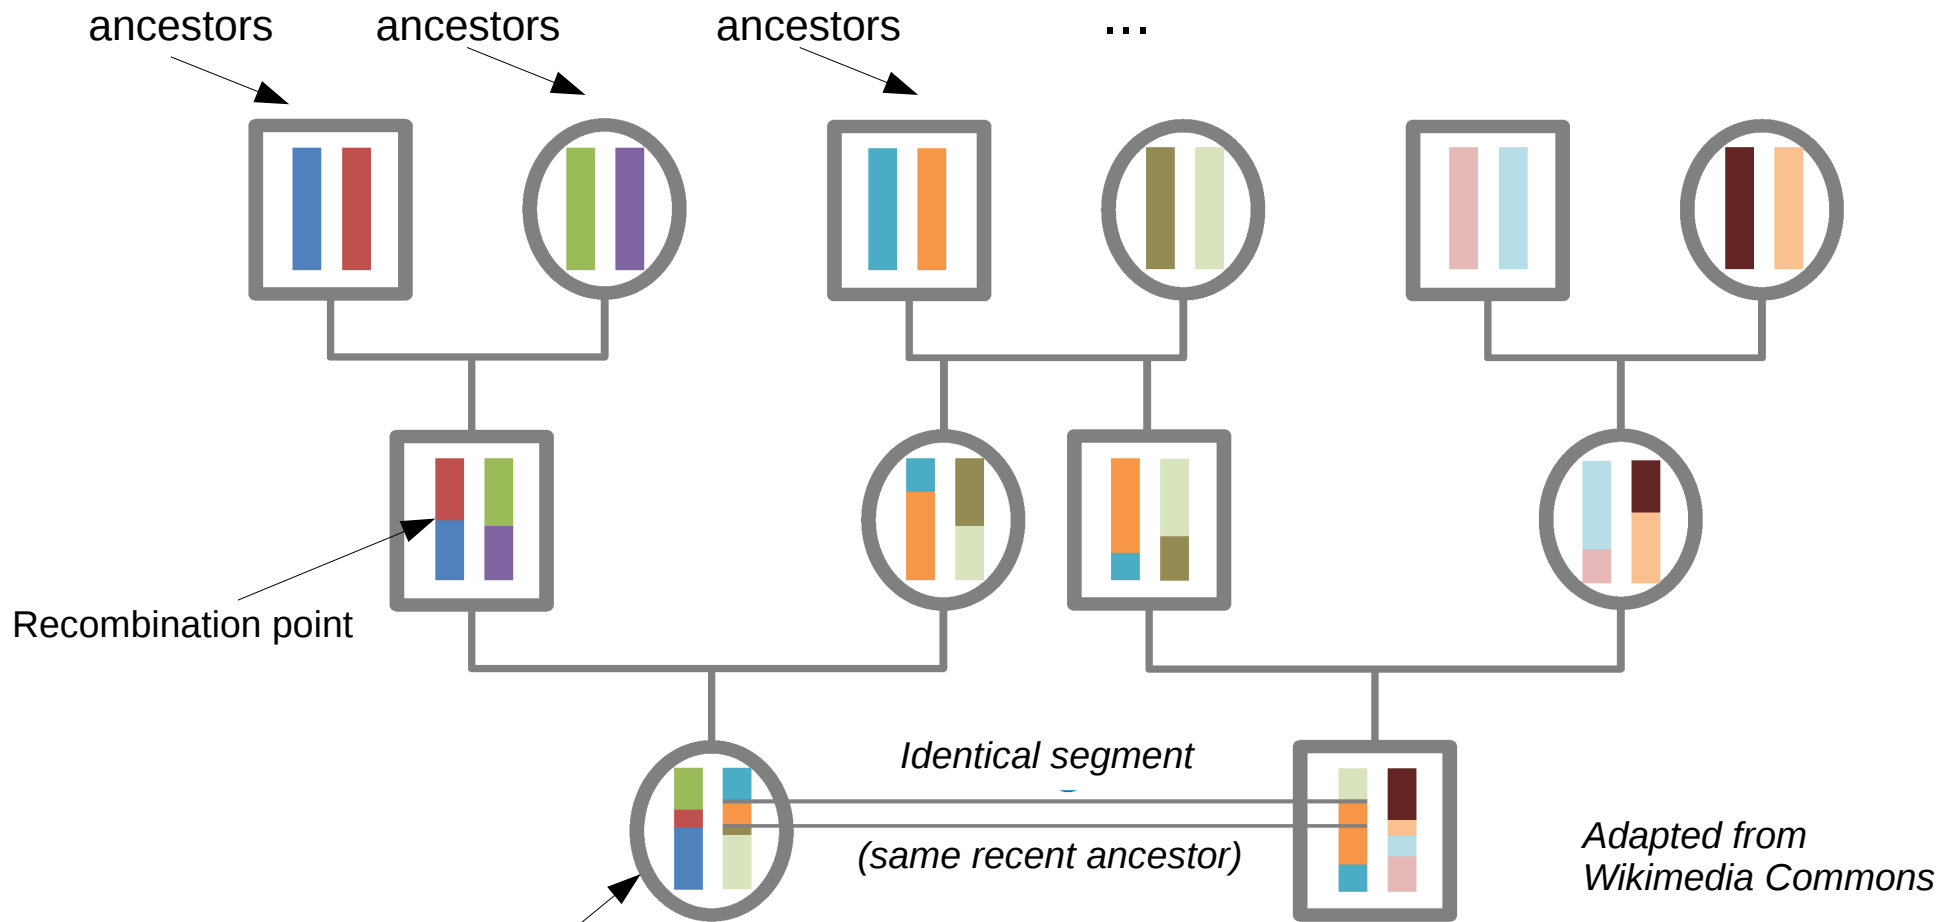 ancestors ancestors ancestors ...
Recombination point
Identical segment
(same recent ancestor)
Adapted from
Wikimedia Commons